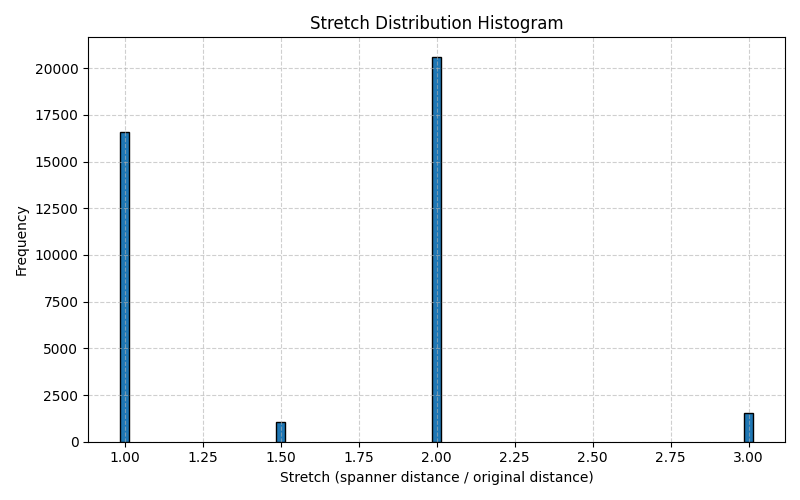 Stretch Distribution Histogram
Frequency
20000
17500
15000
12500
10000
7500
5000
2500
0
1.00 1.25 1.50 1.75 2.00 2.25 2.50 2.75 3.00
Stretch (spanner distance / original distance)